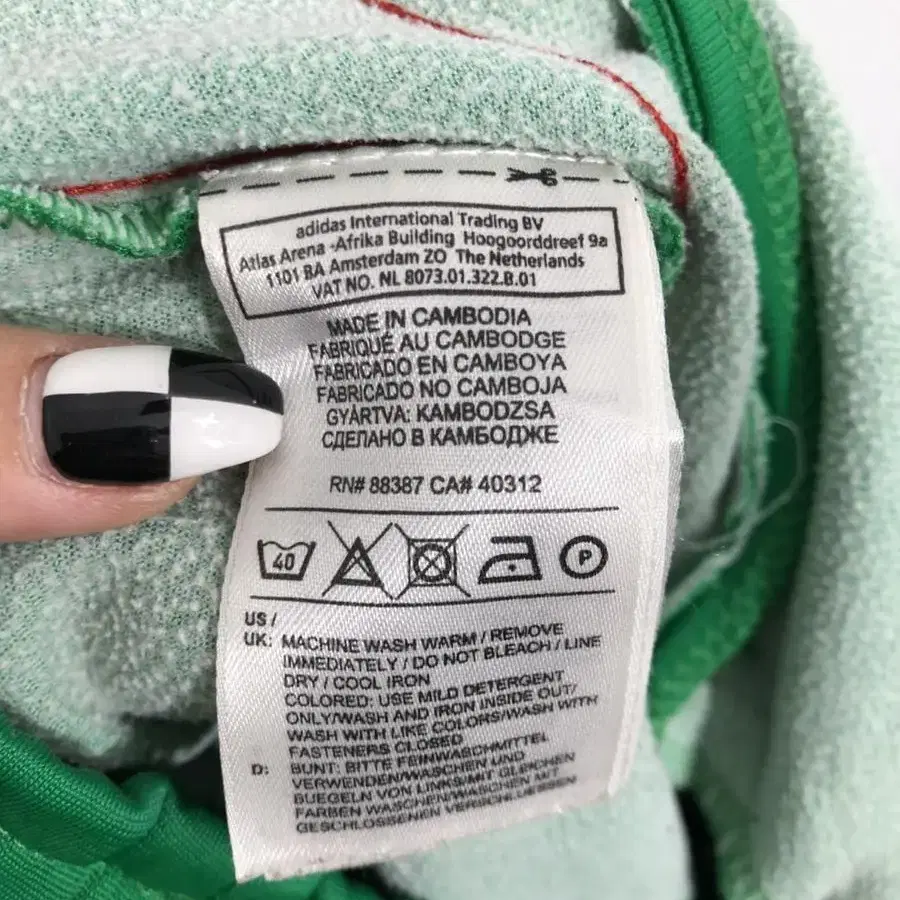 adidas International Trading BV
Atlas Arena -Afrika Building Hoogoorddreef 9a
1101 BA Amsterdam ZO The Netherlands
VAT NO. NL 8073.01.322.B.01
MADE IN CAMBODIA
FABRIQUÉ AU CAMBODGE
FABRICADO EN CAMBOYA
FABRICADO NO CAMBOJA
GYÁRTVA: KAMBODZSA
СДЕЛАНО В КАМБОДЖЕ
RN# 88387 CA# 40312
40 P
US /
UK: MACHINE WASH WARM / REMOVE
IMMEDIATELY / DO NOT BLEACH / LINE
DRY / COOL IRON
COLORED: USE MILD DETERGENT
ONLY/WASH AND IRON INSIDE OUT/
WASH WITH LIKE COLORS/WASH WITH
FASTENERS CLOSED
D: BUNT: BITTE FEINWASCHMITTEL
VERWENDEN/WASCHEN UND
BUEGELN VON LINKS/MIT GLEICHEN
FARBEN WASCHEN/WASCHEN MIT
GESCHLOSSENEN VERSCHLUSSEN